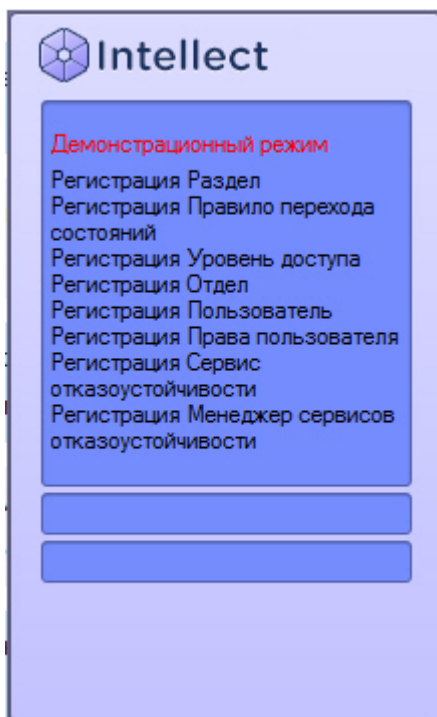 Intellect
Демонстрационный режим
Регистрация Раздел
Регистрация Правило перехода
состояний
Регистрация Уровень доступа
Регистрация Отдел
Регистрация Пользователь
Регистрация Права пользователя
Регистрация Сервис
отказоустойчивости
Регистрация Менеджер сервисов
отказоустойчивости